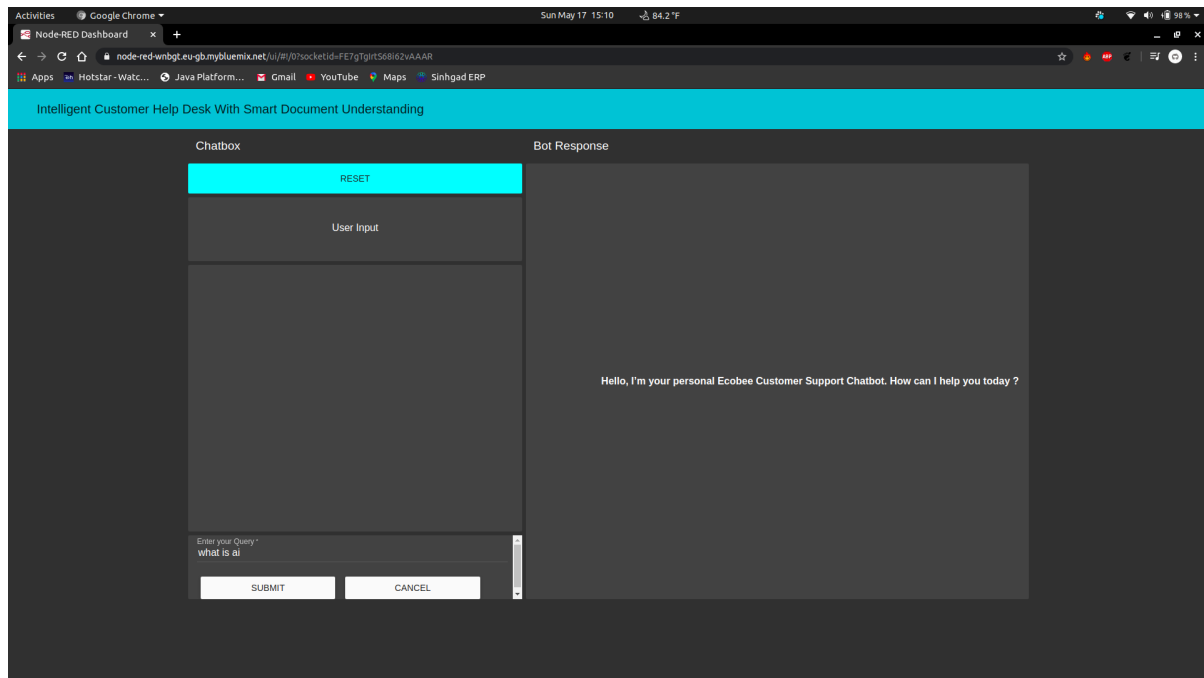 Activities Google Chrome ▾ Sun May 17 15:10 84.2 °F 98 % ▾
Node-RED Dashboard × +
node-red-wnbgt.eu-gb.mybluemix.net/ui/#!/0?socketid=
Apps Hotstar - Watc... Java Platform... Gmail YouTube Maps Sinhgad ERP
Intelligent Customer Help Desk With Smart Document Understanding
Chatbox Bot Response
RESET
User Input
Hello, I'm your personal Ecobee Customer Support Chatbot. How can I help you today ?
Enter your Query *
what is ai
SUBMIT CANCEL